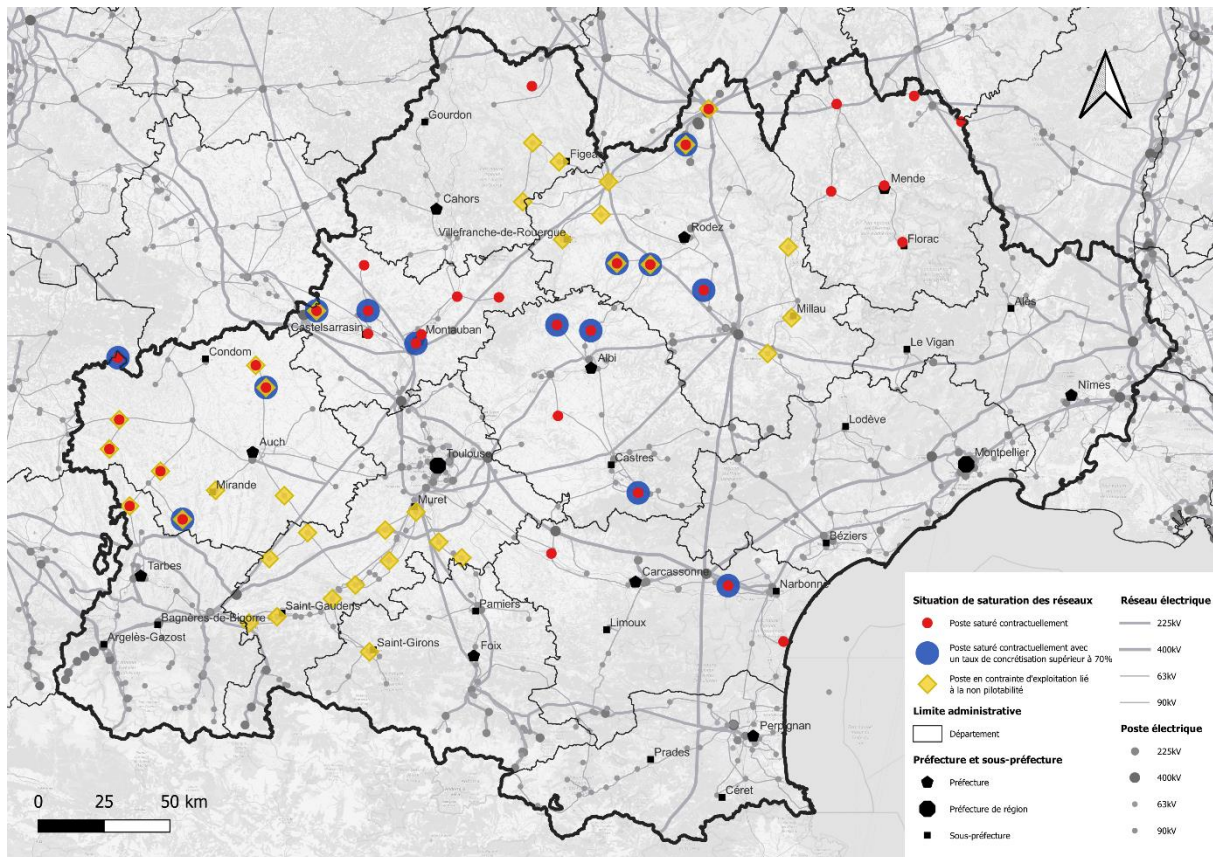 Gourdon
Figeac
Mende
Cahors
Villefranche-de-Rouergue
Rodez
Florac
Alès
Castelsarrasin
Montauban
Millau
Le Vigan
Condom
Albi
Nîmes
Lodève
Auch
Toulouse
Castres
Montpellier
Mirande
Muret
Béziers
Tarbes
Carcassonne
Narbonne
Saint-Gaudens
Pamiers
Bagnères-de-Bigorre
Limoux
Argelès-Gazost
Saint-Girons
Foix
Perpignan
Prades
Céret
0 25 50 km
Situation de saturation des réseaux
Poste saturé contractuellement
Poste saturé contractuellement avec
un taux de concrétisation supérieur à 70%
Poste en contrainte d'exploitation lié
à la non pilotabilité
Limite administrative
Département
Préfecture et sous-préfecture
Préfecture
Préfecture de région
Sous-préfecture
Réseau électrique
225kV
400kV
63kV
90kV
Poste électrique
225kV
400kV
63kV
90kV